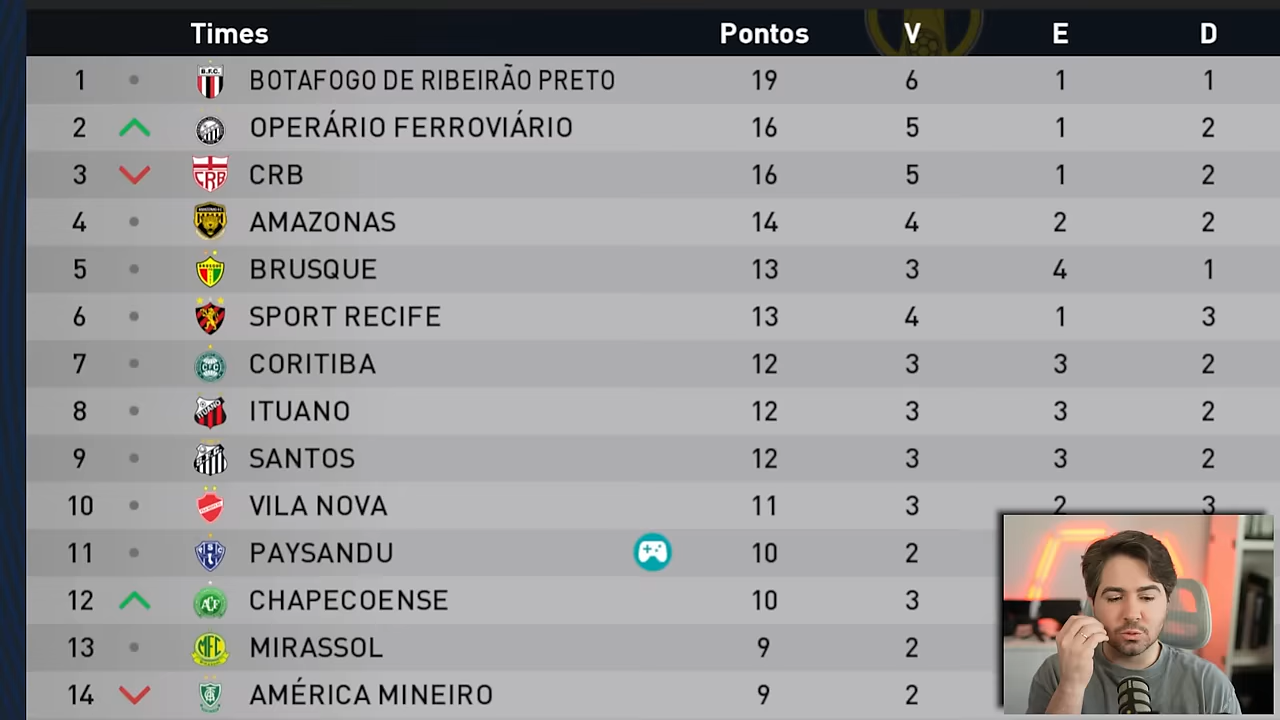 Times Pontos V E D
1 BOTAFOGO DE RIBEIRÃO PRETO 19 6 1 1
2 OPERÁRIO FERROVIÁRIO 16 5 1 2
3 CRB CRB 16 5 1 2
4 AMAZONAS 14 4 2 2
5 BRUSQUE 13 3 4 1
6 SPORT RECIFE 13 4 1 3
7 CORITIBA 12 3 3 2
8 ITUANO 12 3 3 2
9 SANTOS 12 3 3 2
10 VILA NOVA 11 3 2 3
11 PAYSANDU 10 2
12 CHAPECOENSE 10 3
13 MFC MIRASSOL 9 2
14 AMÉRICA MINEIRO 9 2